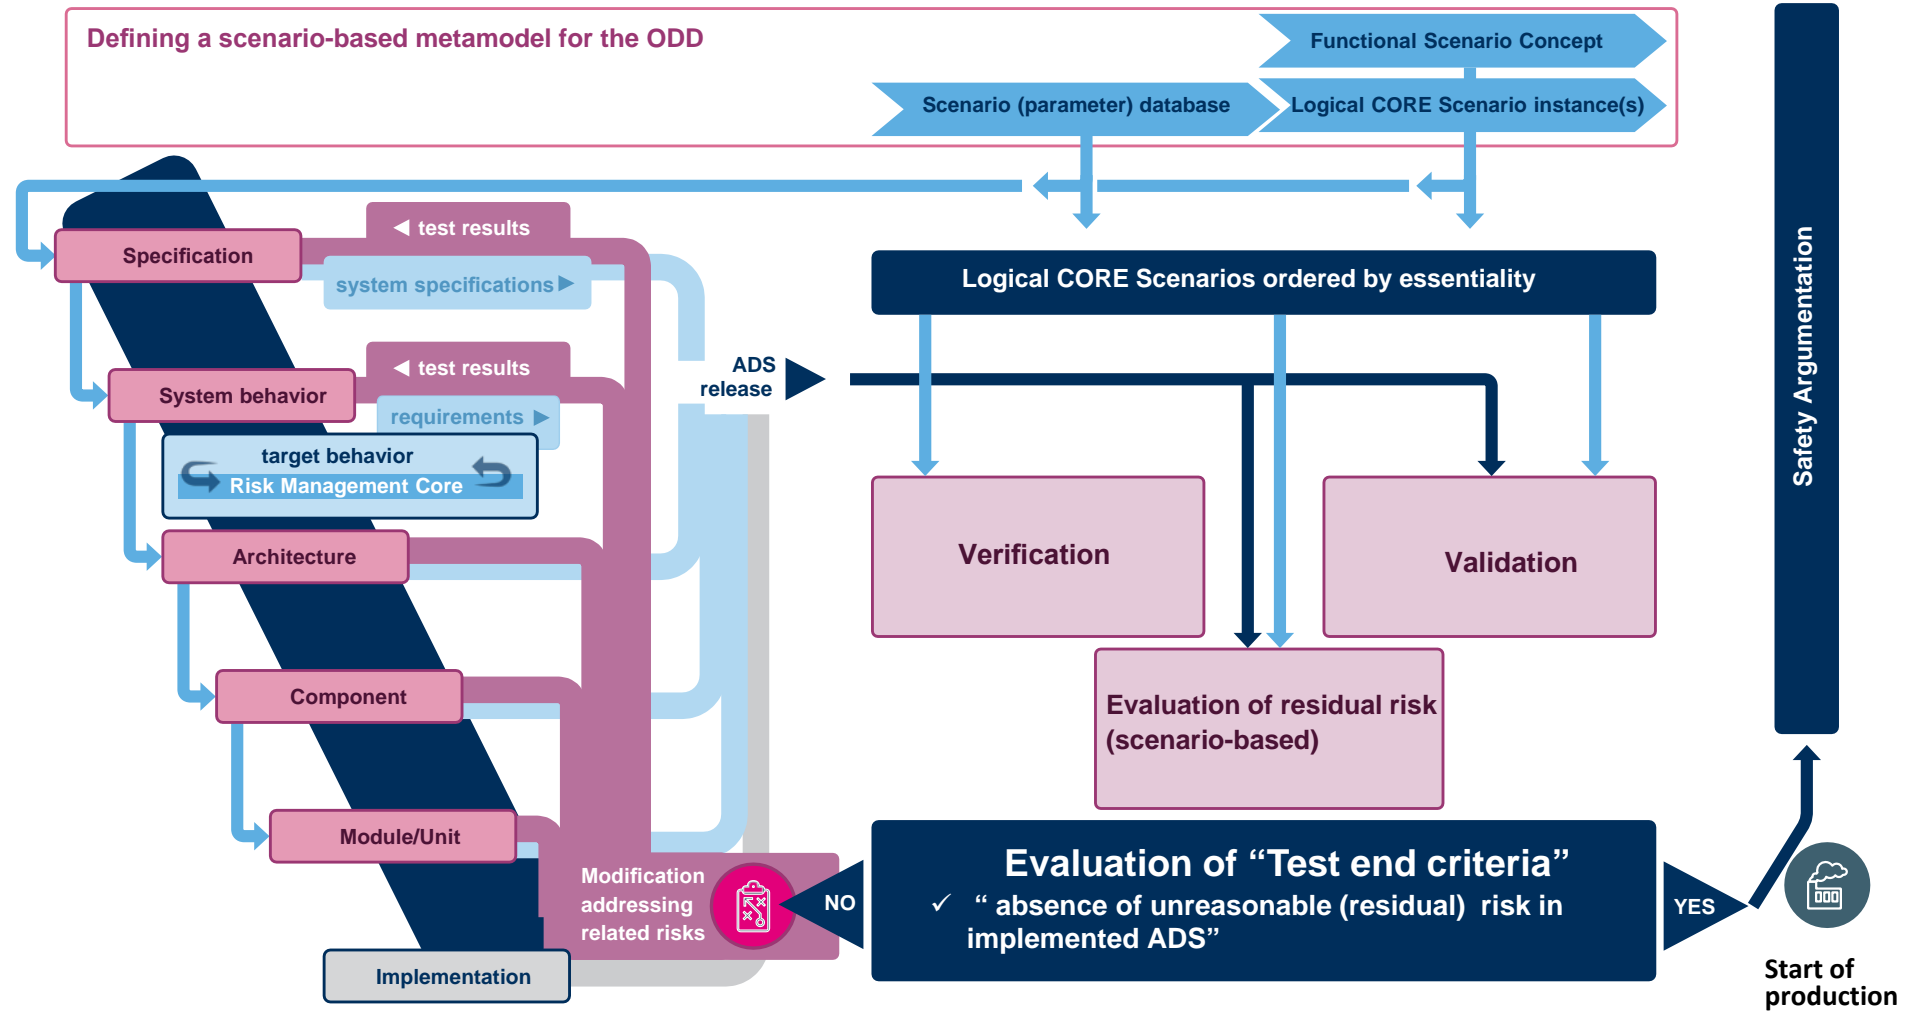 Defining a scenario-based metamodel for the ODD
Functional Scenario Concept
Scenario (parameter) database
Logical CORE Scenario instance(s)
◄ test results
Specification
system specifications ►
Logical CORE Scenarios ordered by essentiality
Safety Argumentation
◄ test results
ADS
release
System behavior
requirements ►
target behavior
Risk Management Core
Verification
Validation
Architecture
Component
Evaluation of residual risk
(scenario-based)
Module/Unit
Modification
addressing
related risks
NO
Evaluation of “Test end criteria”
✓ “ absence of unreasonable (residual) risk in
implemented ADS”
YES
Implementation
Start of
production